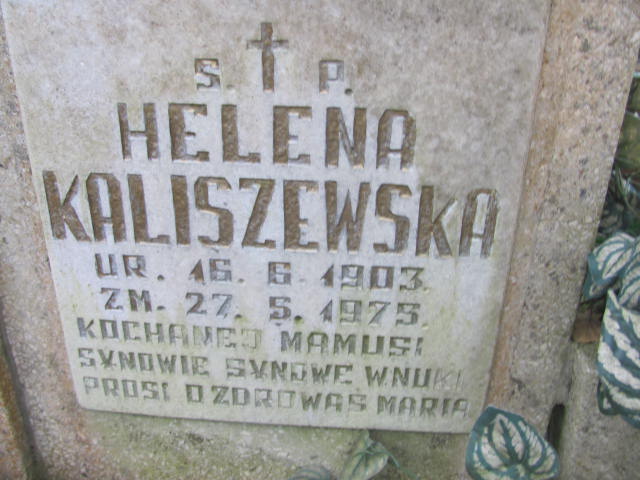 Ś. P.
HELENA
KALISZEWSKA
UR. 16. 6. 1903
ZM. 27. 5. 1975
KOCHANEJ MAMUSI
SYNOWIE SYNOWE WNUKI
PROSI O ZDROWAŚ MARIA